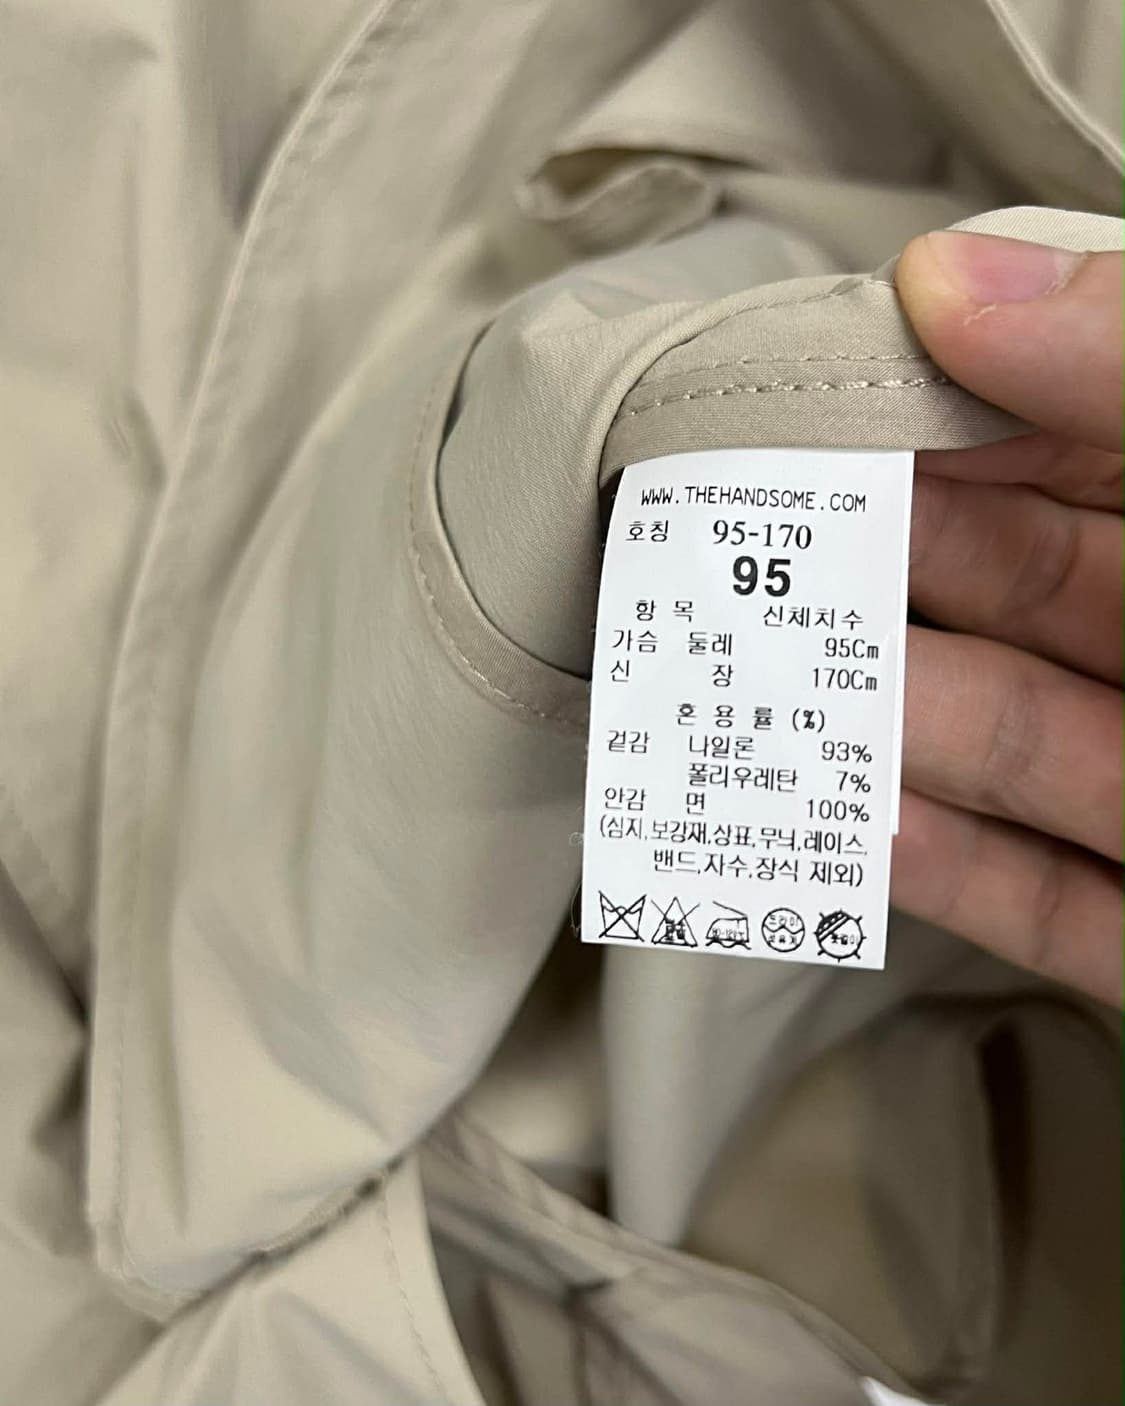 WWW.THEHANDSOME.COM
호칭 95-170
95
항 목 신체치수
가슴 둘레 95Cm
신 장 170Cm
혼 용 률 (%)
겉감 나일론 93%
폴리우레탄 7%
안감 면 100%
(심지,보강재,상표,무늬,레이스,
밴드,자수,장식 제외)
드라이